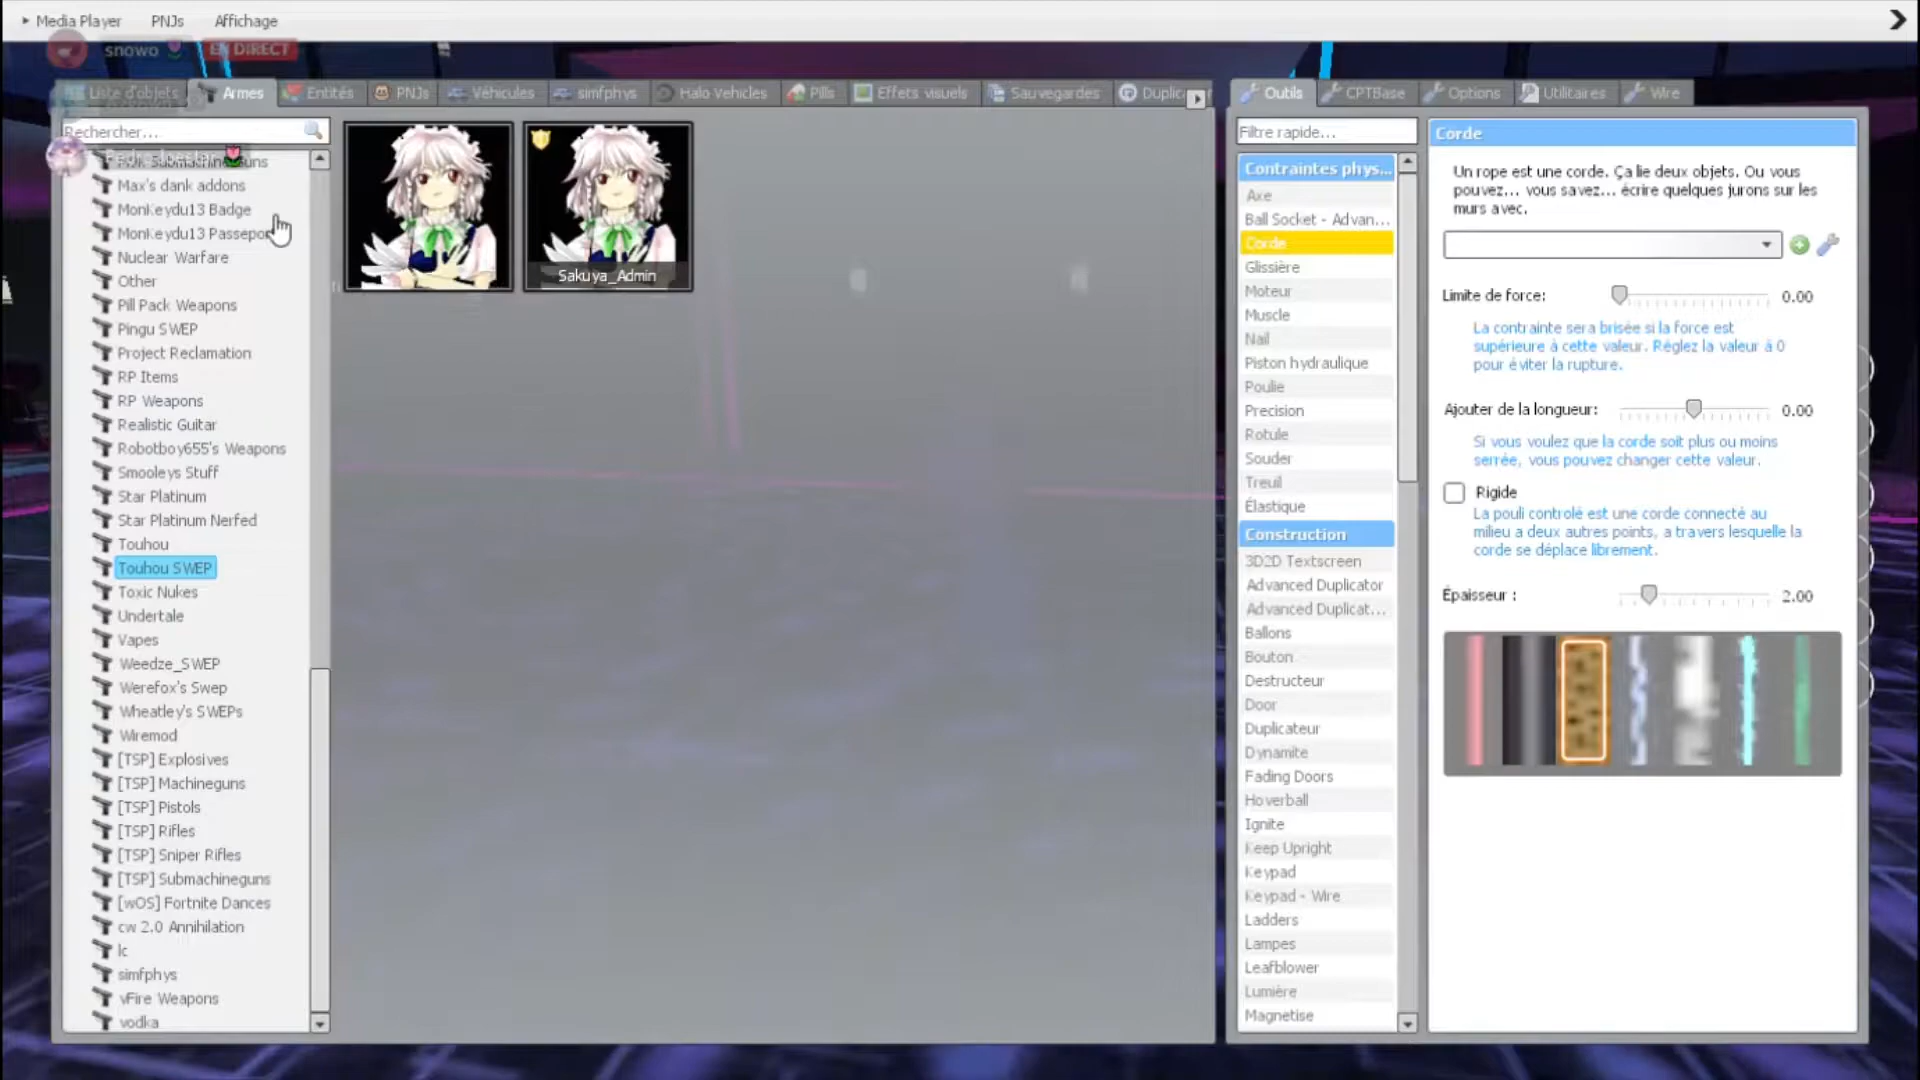 Media Player PNJs Affichage
snowo EN DIRECT
Liste d'objets Armes Entités PNJs Véhicules simfphys Halo Vehicles Pills Effets visuels Sauvegardes
Rechercher...
Max's dank addons
Monkeydu13 Badge
Monkeydu13 Passepor
Nuclear Warfare
Other
Pill Pack Weapons
Pingu SWEP
Project Reclamation
RP Items
RP Weapons
Realistic Guitar
Robotboy655's Weapons
Smooleys Stuff
Star Platinum
Star Platinum Nerfed
Touhou
Touhou SWEP
Toxic Nukes
Undertale
Vapes
Weedze_SWEP
Werefox's Swep
Wheatley's SWEPs
Wiremod
[TSP] Explosives
[TSP] Machineguns
[TSP] Pistols
[TSP] Rifles
[TSP] Sniper Rifles
[TSP] Submachineguns
[wOS] Fortnite Dances
cw 2.0 Annihilation
lc
simfphys
vFire Weapons
vodka
Sakuya_Admin
Outils CPTBase Options Utilitaires Wire
Filtre rapide...
Contraintes phys...
Axe
Ball Socket - Advan...
Corde
Glissière
Moteur
Muscle
Nail
Piston hydraulique
Poulie
Precision
Rotule
Souder
Treuil
Élastique
Construction
3D2D Textscreen
Advanced Duplicator
Advanced Duplicat...
Ballons
Bouton
Destructeur
Door
Duplicateur
Dynamite
Fading Doors
Hoverball
Ignite
Keep Upright
Keypad
Keypad - Wire
Ladders
Lampes
Leafblower
Lumière
Magnetise
Corde
Un rope est une corde. Ça lie deux objets. Ou vous
pouvez... vous savez... écrire quelques jurons sur les
murs avec.
Limite de force: 0.00
La contrainte sera brisée si la force est
supérieure à cette valeur. Réglez la valeur à 0
pour éviter la rupture.
Ajouter de la longueur: 0.00
Si vous voulez que la corde soit plus ou moins
serrée, vous pouvez changer cette valeur.
Rigide
La pouli controlé est une corde connecté au
milieu a deux autres points, a travers lesquelle la
corde se déplace librement.
Épaisseur : 2.00